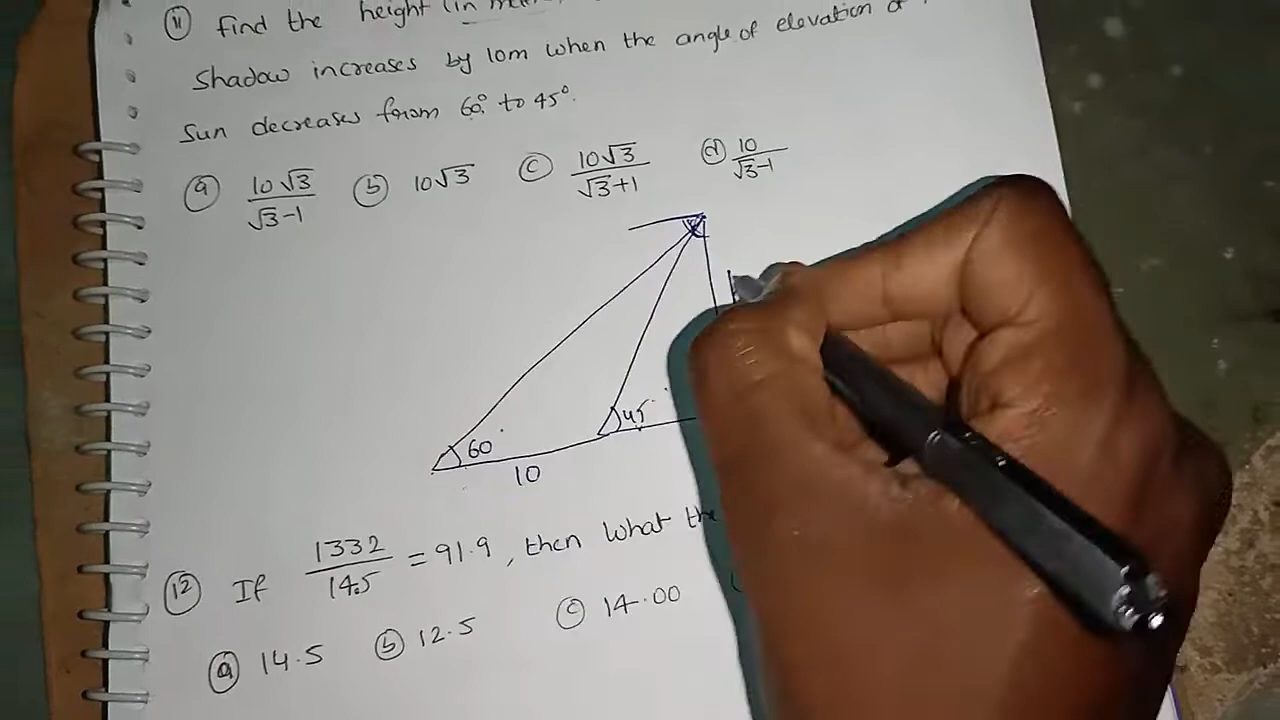 11 Find the height (in
Shadow increases by 10m when the angle of elevation
Sun decreases from 60° to 45°.
a 10√3/√3-1 b 10√3 c 10√3/√3+1 d 10/√3-1
60° 45°
10
12 If 1332/14.5 = 91.9, then what the
a 14.5 b 12.5 c 14.00